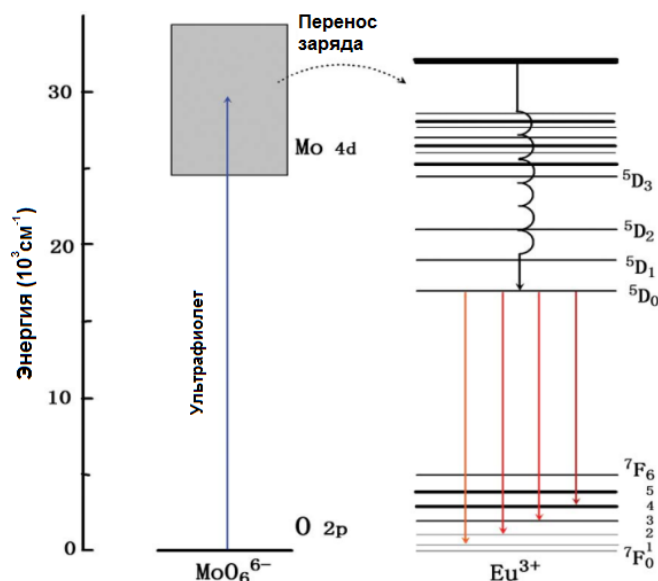 Перенос
заряда
30
Mo 4d
⁵D₃
20
⁵D₂
⁵D₁
⁵D₀
Энергия (10³см⁻¹)
Ультрафиолет
10
⁷F₆
5
4
3
2
1
O 2p
0
⁷F₀
MoO₆⁶⁻
Eu³⁺